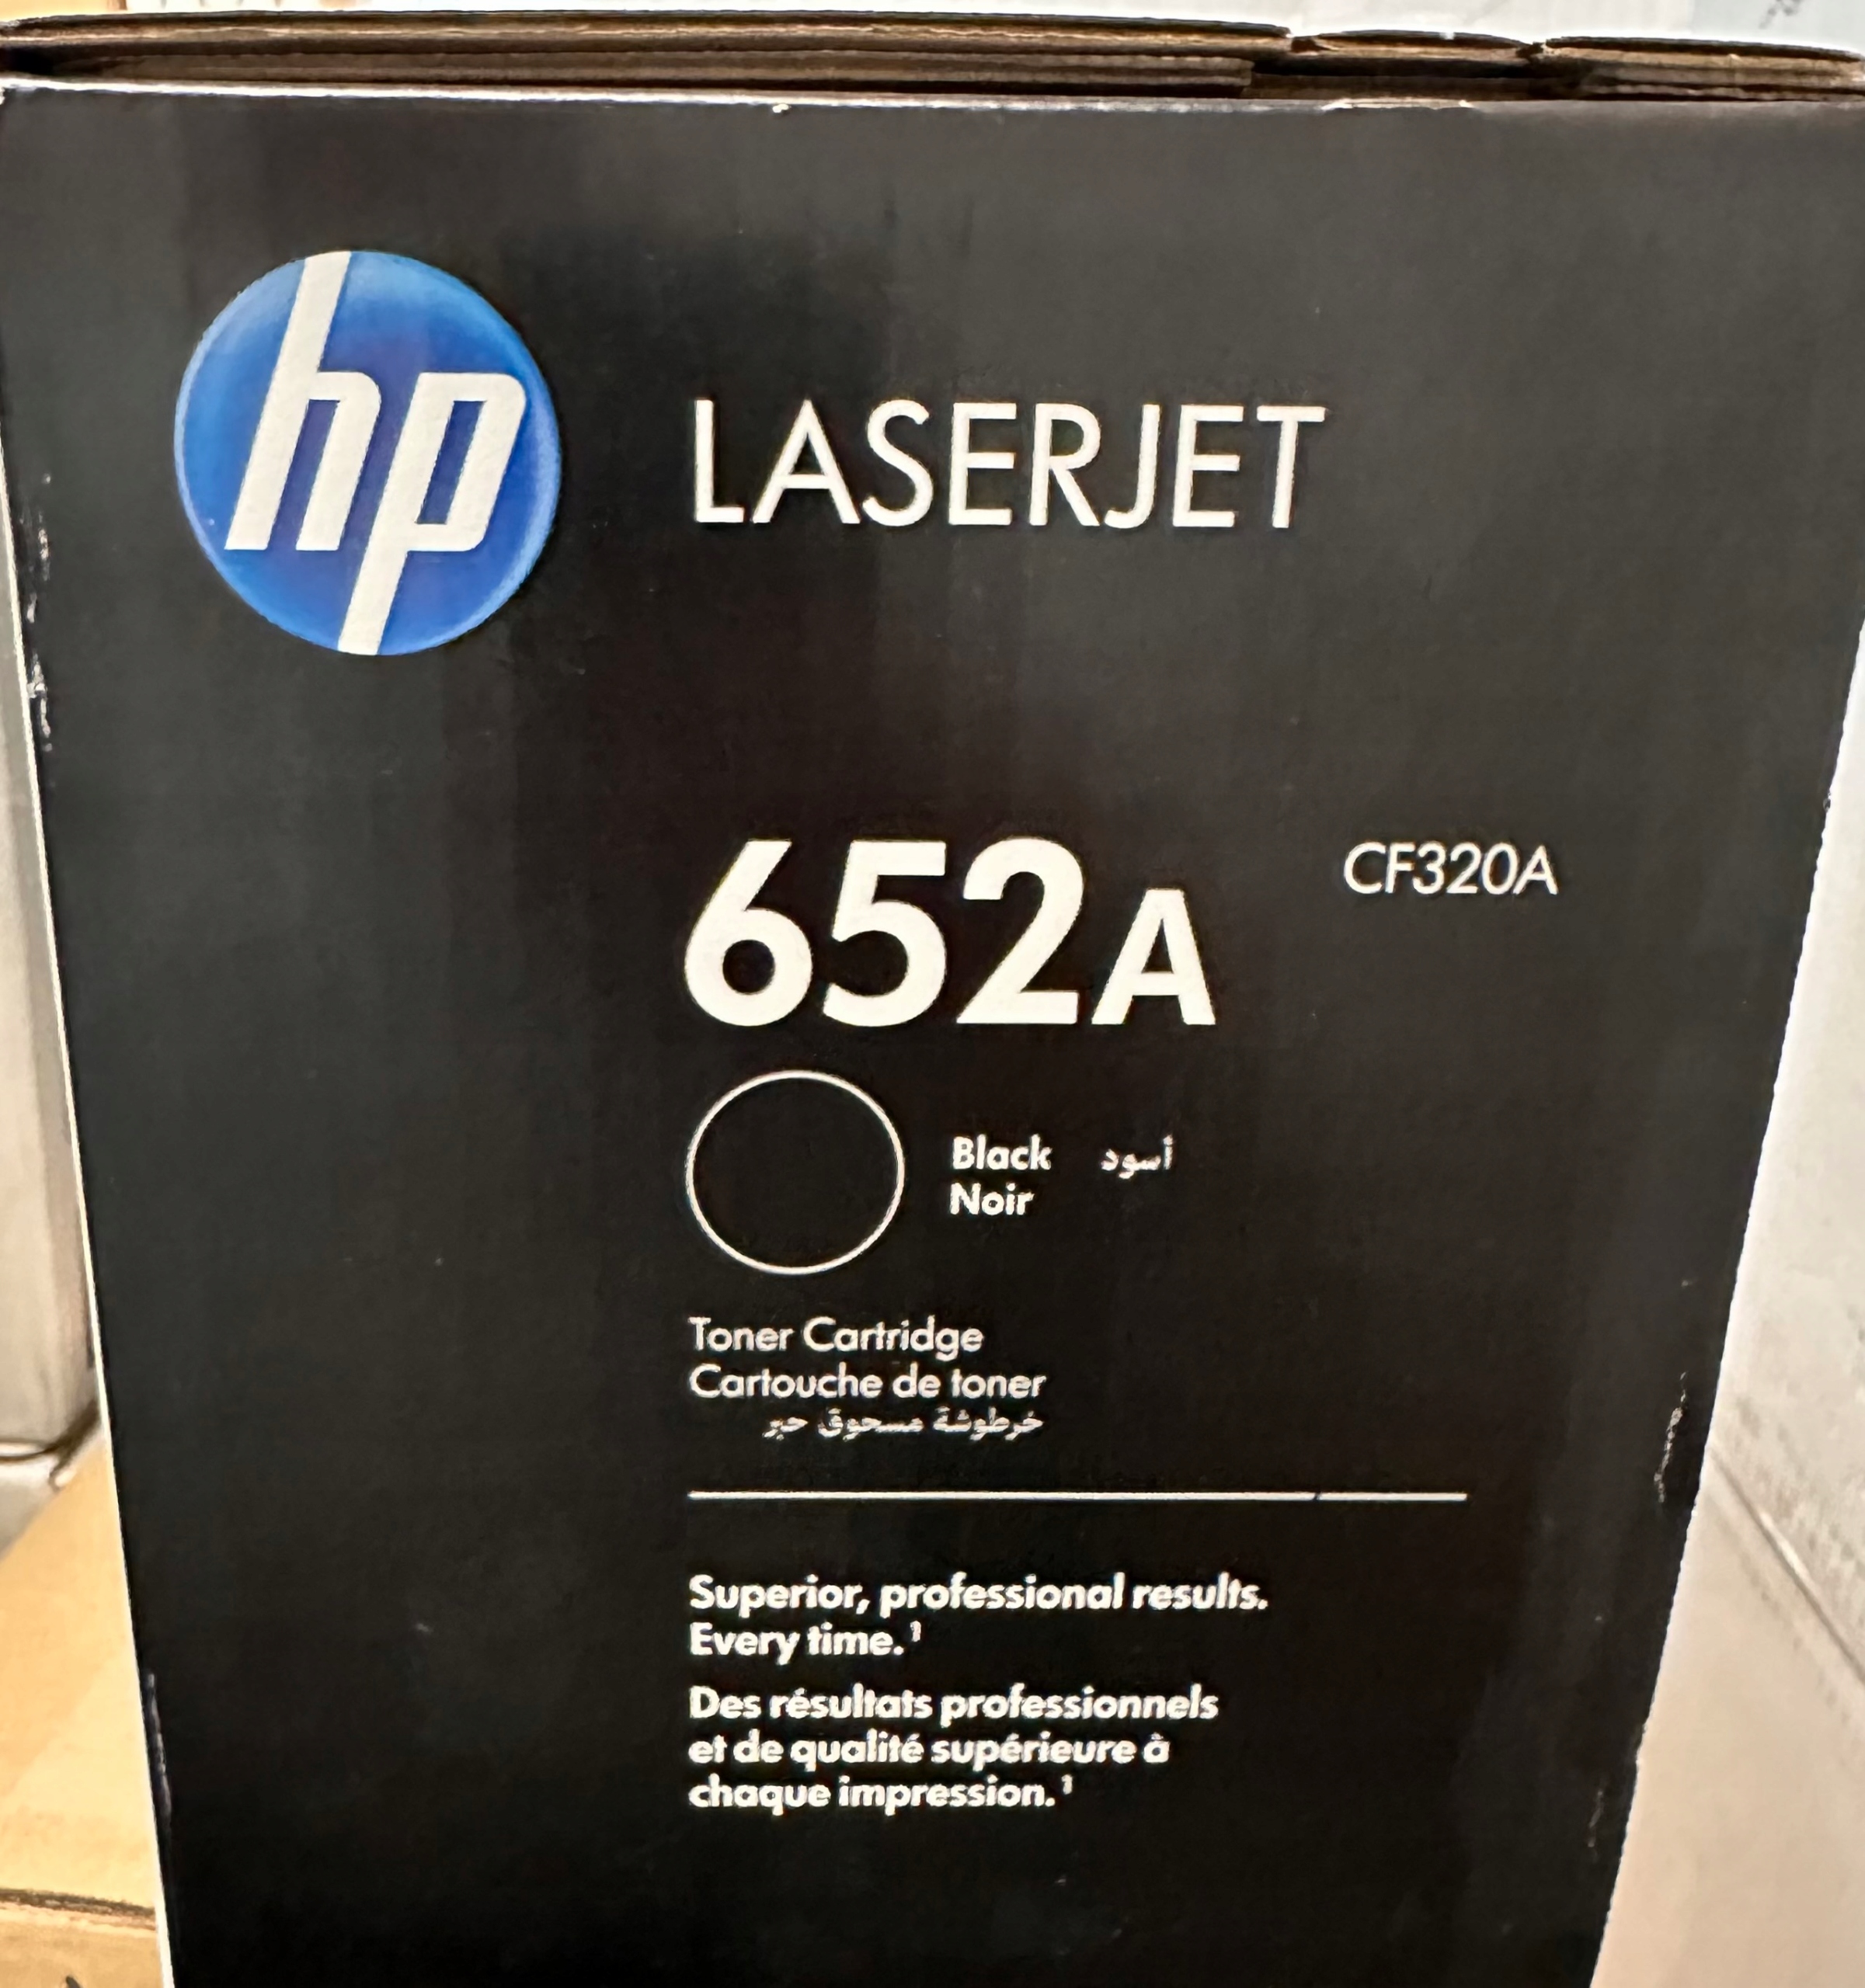 hp
LASERJET
652A
CF320A
Black أسود
Noir
Toner Cartridge
Cartouche de toner
خرطوشة مسحوق حبر
Superior, professional results.
Every time.¹
Des résultats professionnels
et de qualité supérieure à
chaque impression.¹